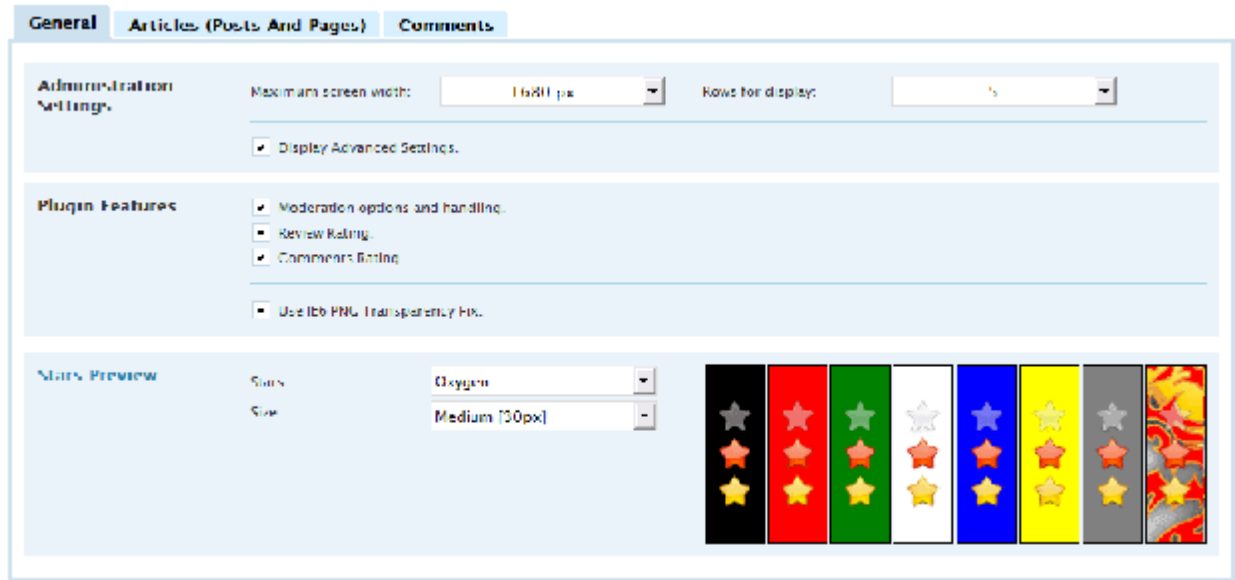 General Articles (Posts And Pages) Comments
Administration Settings
Maximum screen width: 1680 px Rows for display: 5
Display Advanced Settings.
Plugin Features
Moderation options and handling.
Review Rating.
Comments Rating
Use IE6 PNG Transparency Fix.
Stars Preview
Stars Oxygen
Size Medium [30px]